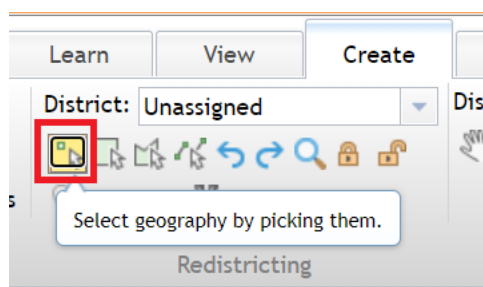 Learn View Create
District: Unassigned Dis
s
Select geography by picking them.
Redistricting